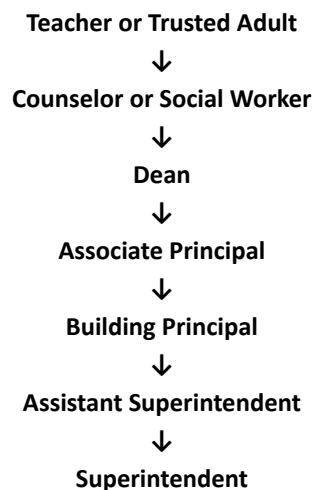 Teacher or Trusted Adult
↓
Counselor or Social Worker
↓
Dean
↓
Associate Principal
↓
Building Principal
↓
Assistant Superintendent
↓
Superintendent